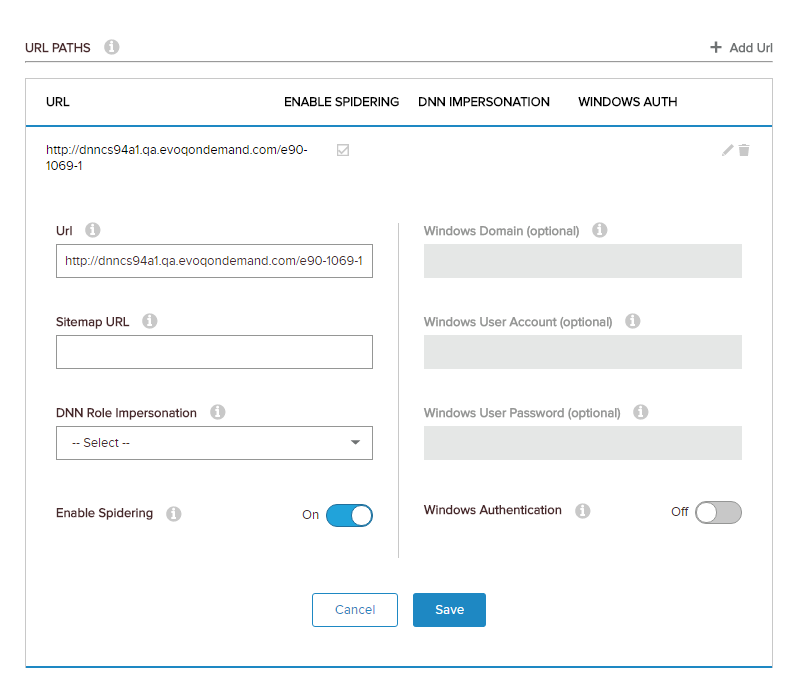 URL PATHS
+ Add Url
URL ENABLE SPIDERING DNN IMPERSONATION WINDOWS AUTH
http://dnncs94a1.qa.evoqondemand.com/e90-
1069-1
Url
http://dnncs94a1.qa.evoqondemand.com/e90-1069-1
Sitemap URL
DNN Role Impersonation
-- Select --
Enable Spidering
On
Windows Domain (optional)
Windows User Account (optional)
Windows User Password (optional)
Windows Authentication
Off
Cancel
Save